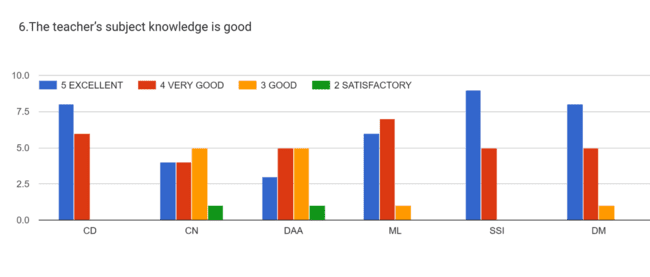 6.The teacher's subject knowledge is good
5 EXCELLENT 4 VERY GOOD 3 GOOD 2 SATISFACTORY
10.0
7.5
5.0
2.5
0.0
CD CN DAA ML SSI DM